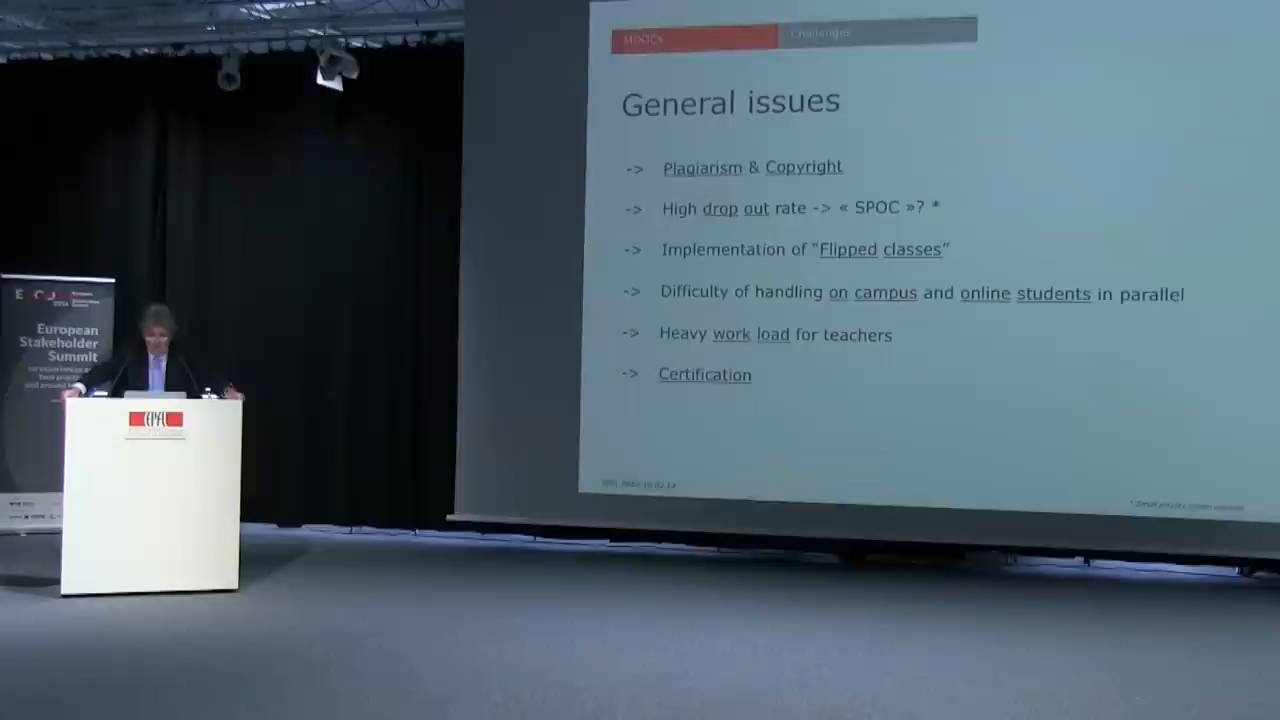 MOOCs
Challenges
General issues
-> Plagiarism & Copyright
-> High drop out rate -> « SPOC »? *
-> Implementation of “Flipped classes”
-> Difficulty of handling on campus and online students in parallel
-> Heavy work load for teachers
-> Certification
European
Stakeholder
Summit
EPFL